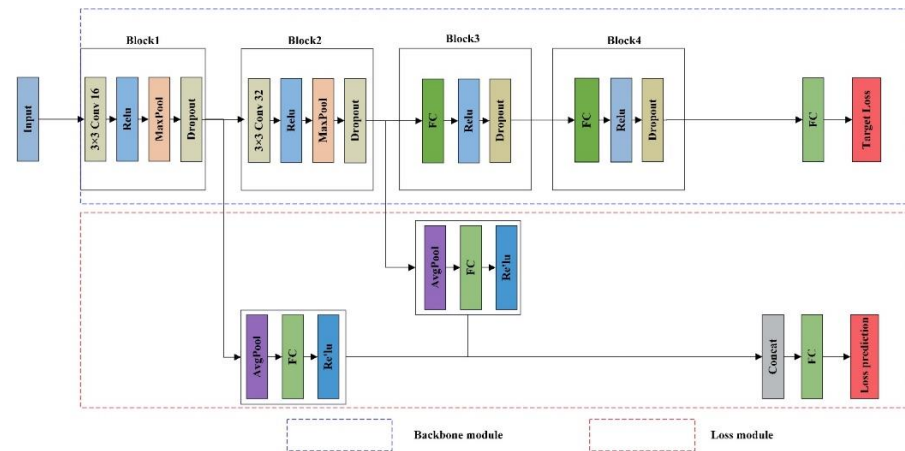 Block1
Block2
Block3
Block4
Input
3×3 Conv 16
Relu
MaxPool
Dropout
3×3 Conv 32
Relu
MaxPool
Dropout
FC
Relu
Dropout
FC
Relu
Dropout
FC
Target Loss
AvgPool
FC
Re'lu
AvgPool
FC
Re'lu
Concat
FC
Loss prediction
Backbone module
Loss module